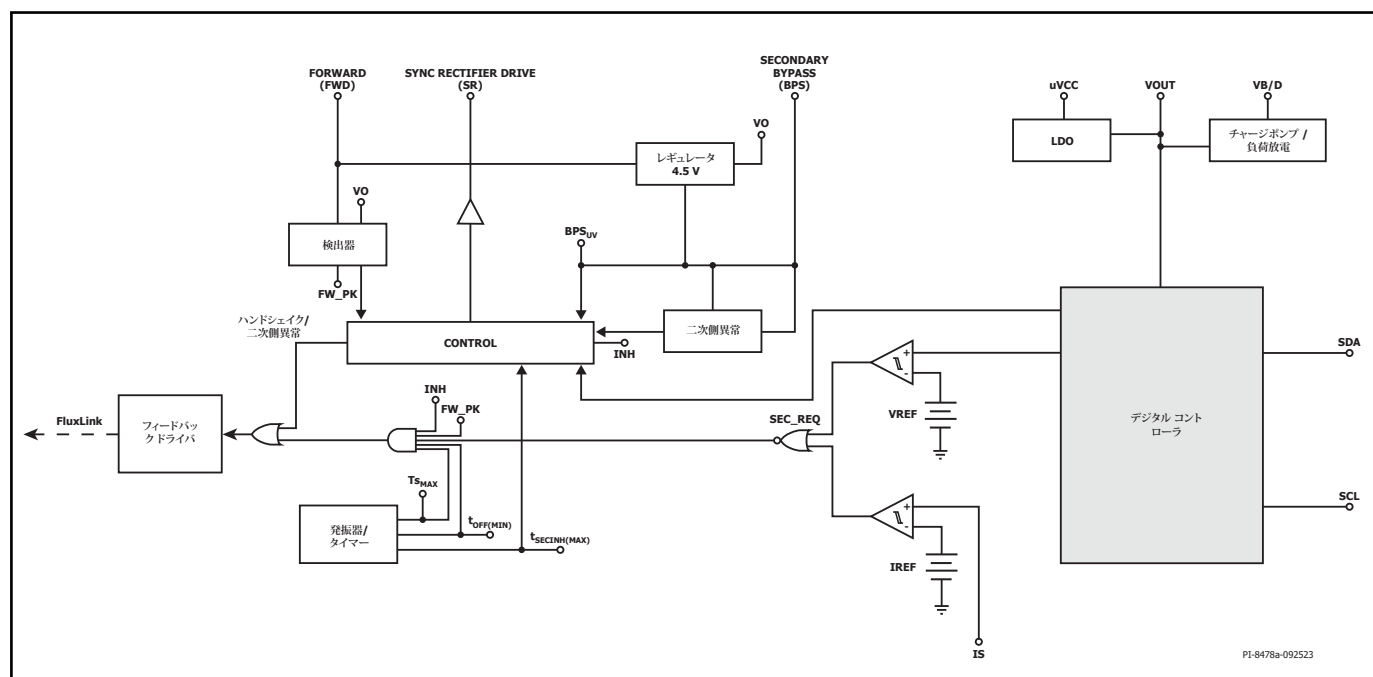 FORWARD
(FWD)
SYNC RECTIFIER DRIVE
(SR)
SECONDARY
BYPASS
(BPS)
uVCC
VOUT
VB/D
VO
レギュレータ
4.5 V
LDO
チャージポンプ /
負荷放電
VO
検出器
BPSUV
FW_PK
ハンドシェイク/
二次側異常
CONTROL
二次側異常
INH
SDA
INH
FW_PK
SEC_REQ
+
-
VREF
デジタル コント
ローラ
FluxLink
フィードバッ
ク ドライバ
TsMAX
発振器/
タイマー
tOFF(MIN)
tSECINH(MAX)
+
-
IREF
SCL
IS
PI-8478a-092523